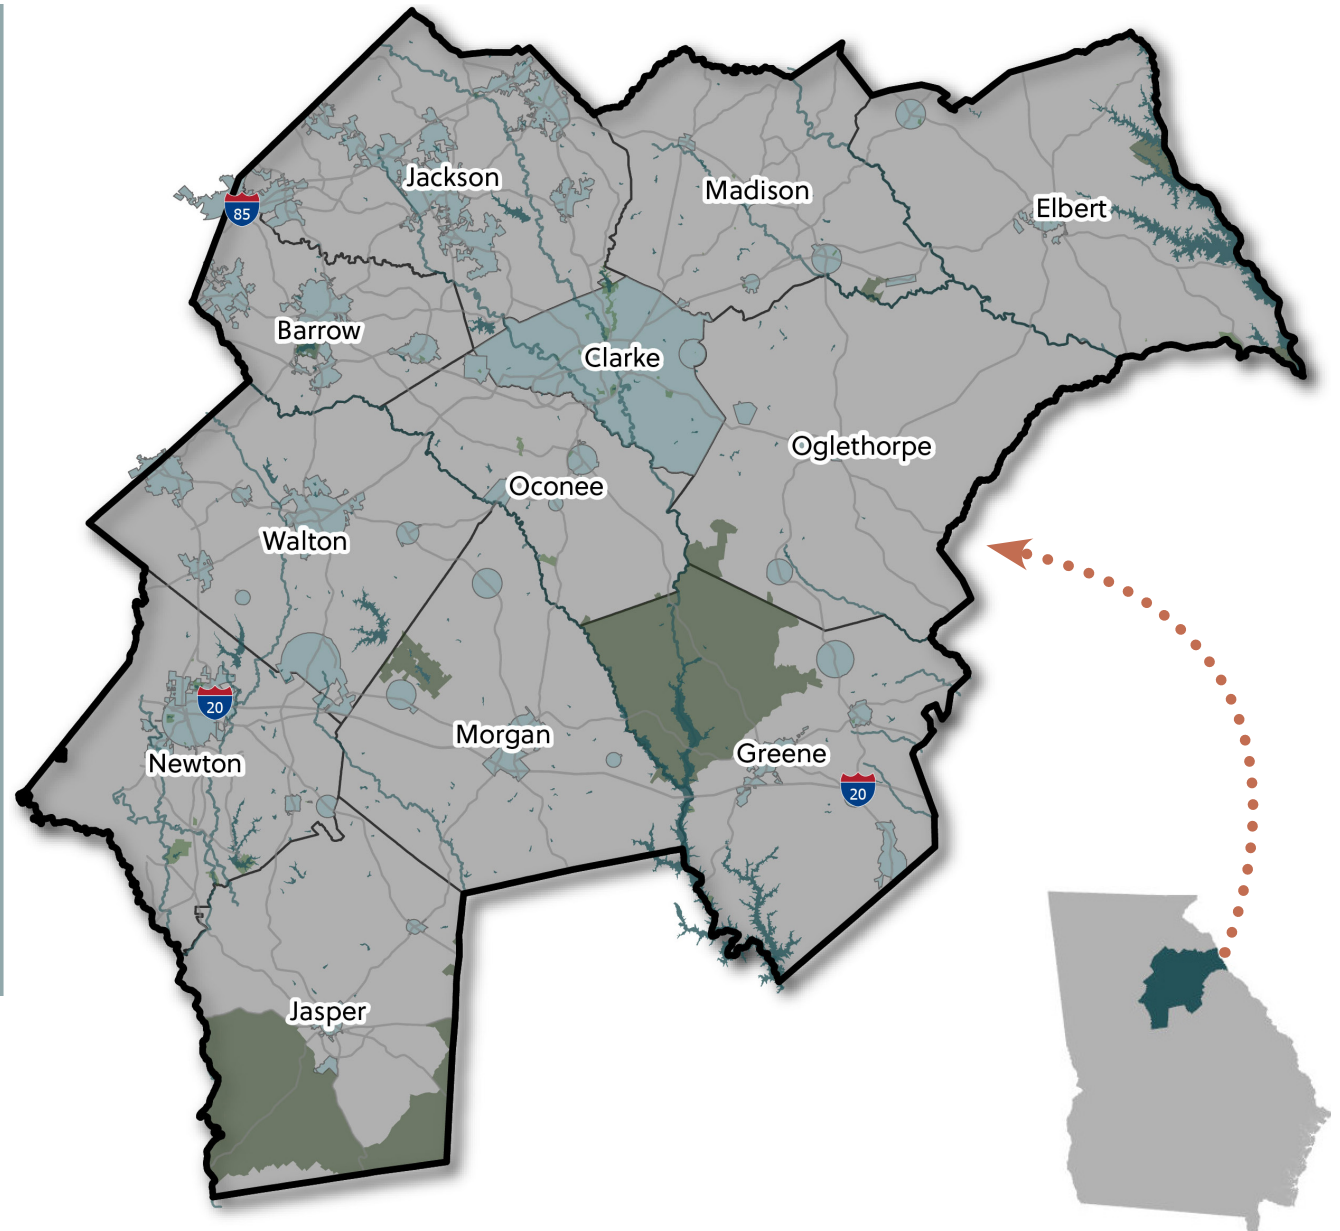 Jackson
Madison
85
Elbert
Barrow
Clarke
Oglethorpe
Oconee
Walton
20
Morgan
Greene
Newton
20
Jasper